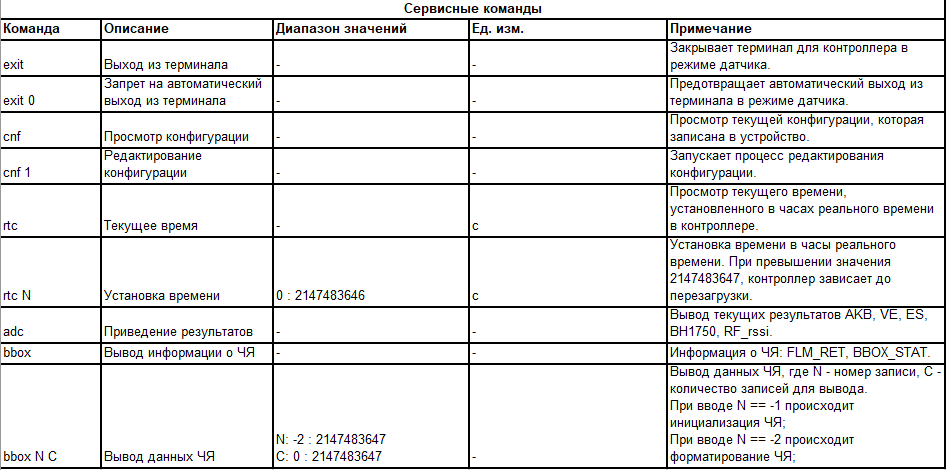 Сервисные команды
Команда Описание Диапазон значений Ед. изм. Примечание
exit Выход из терминала - - Закрывает терминал для контроллера в
режиме датчика.
exit 0 Запрет на автоматический
выход из терминала - - Предотвращает автоматический выход из
терминала в режиме датчика.
cnf Просмотр конфигурации - - Просмотр текущей конфигурации, которая
записана в устройство.
cnf 1 Редактирование
конфигурации - - Запускает процесс редактирования
конфигурации.
rtc Текущее время - с Просмотр текущего времени,
установленного в часах реального времени
в контроллере.
rtc N Установка времени 0 : 2147483646 с Установка времени в часы реального
времени. При превышении значения
2147483647, контроллер зависает до
перезагрузки.
adc Приведение результатов - - Вывод текущих результатов AKB, VE, ES,
BH1750, RF_rssi.
bbox Вывод информации о ЧЯ - - Информация о ЧЯ: FLM_RET, BBOX_STAT.
bbox N C Вывод данных ЧЯ N: -2 : 2147483647
C: 0 : 2147483647 - Вывод данных ЧЯ, где N - номер записи, C -
количество записей для вывода.
При вводе N == -1 происходит
инициализация ЧЯ;
При вводе N == -2 происходит
форматирование ЧЯ;